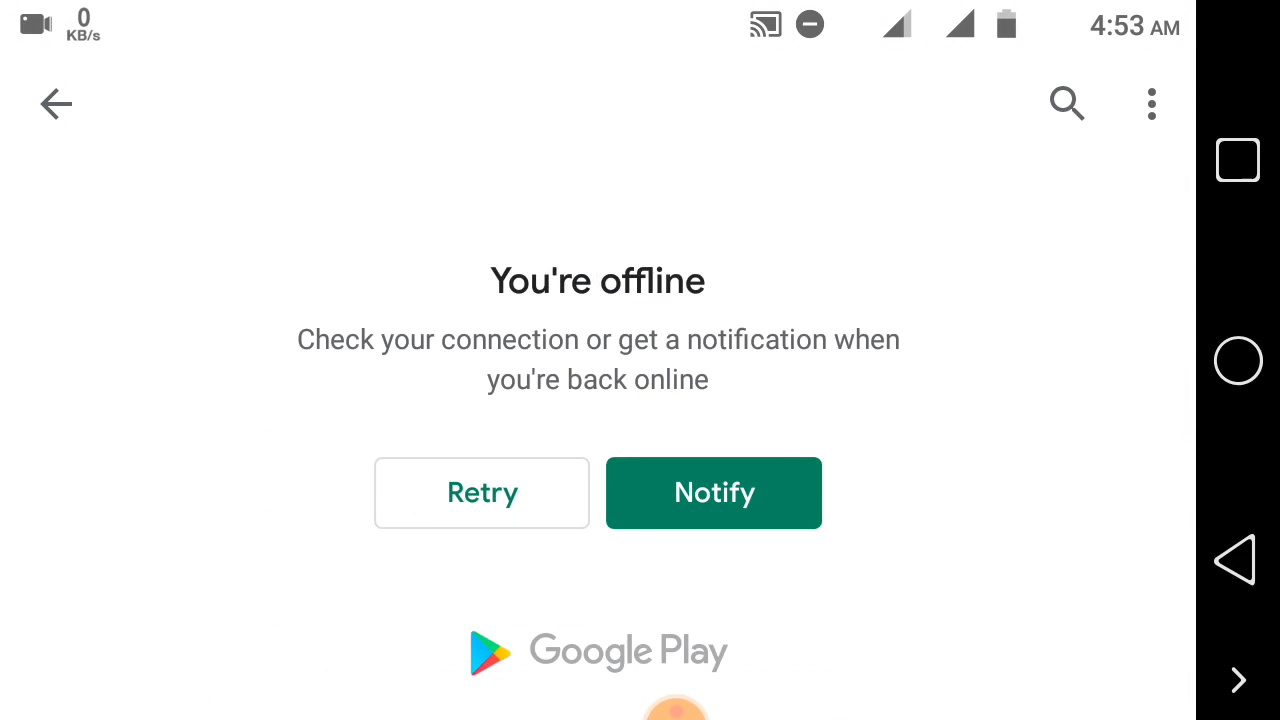 0
KB/s
4:53 AM
You're offline
Check your connection or get a notification when
you're back online
Retry
Notify
Google Play